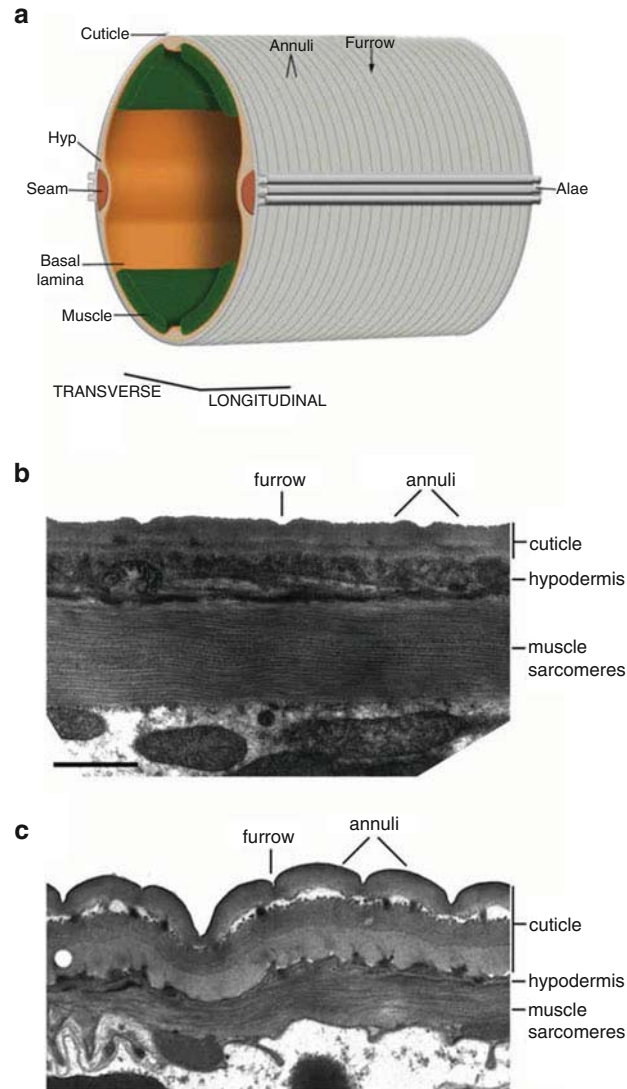 a
Cuticle
Annuli
Furrow
Hyp
Seam
Alae
Basal
lamina
Muscle
TRANSVERSE
LONGITUDINAL
b
furrow
annuli
cuticle
hypodermis
muscle
sarcomeres
c
furrow
annuli
cuticle
hypodermis
muscle
sarcomeres